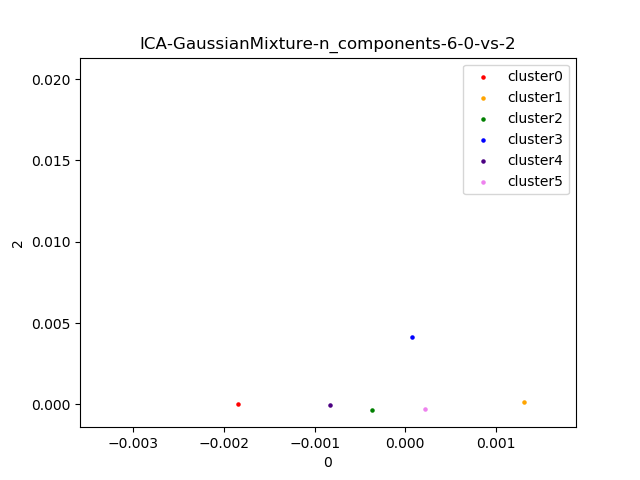 ICA-GaussianMixture-n_components-6-0-vs-2
0.020
0.015
0.010
0.005
0.000
2
cluster0
cluster1
cluster2
cluster3
cluster4
cluster5
−0.003 −0.002 −0.001 0.000 0.001
0